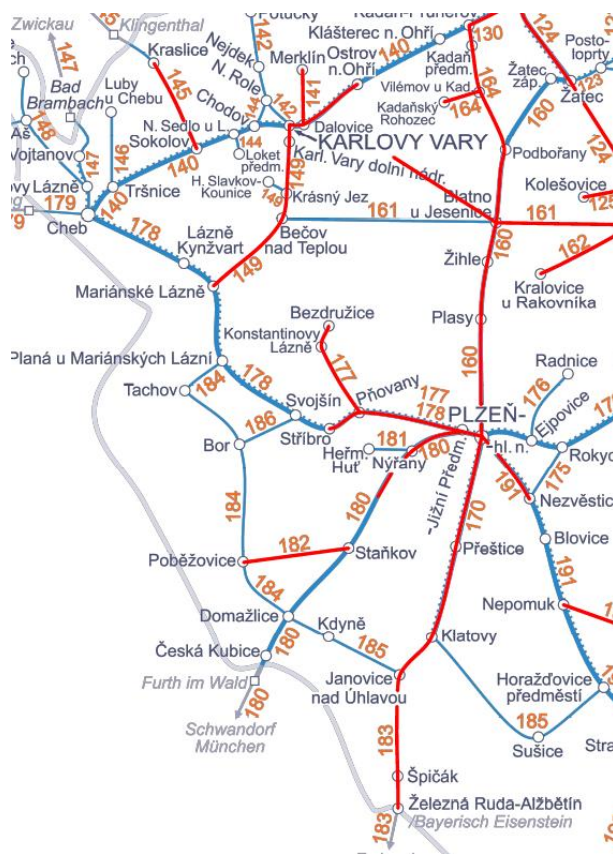 Zwickau
147
145
Klingenthal
Kraslice
Nejdek
142
N. Role
Merklín
141
Klášterec n. Ohří.
Ostrov
n.Ohří
140
130
Kadaň
předm.
Vilémov u Kad.
Kadaňský
Rohozec
164
164
124
Posto-
loprty
123
Žatec
záp.
Žatec
160
124
Bad
Brambach
Luby
u Chebu
148
Aš
Vojtanov
147
146
145
N. Sedlo u L.
Sokolov
Chodov
144
142
144
140
Loket
předm.
Dalovice
KARLOVY VARY
Karl. Vary dolní nádr.
149
H. Slavkov-
Kounice
149
Krásný Jez
Podbořany
Kolešovice
125
Tršnice
140
179
Cheb
178
Lázně
Kynžvart
Bečov
nad Teplou
161
Blatno
u Jesenice
161
160
162
Žihle
Kralovice
u Rakovníka
149
Mariánské Lázně
Bezdružice
Konstantinovy
Lázně
Plasy
160
Planá u Mariánských Lázní
184
Tachov
178
177
Radnice
176
Svojšín
Pňovany
177
178
PLZEŇ-
-hl. n.
Ejpovice
186
Stříbro
Bor
181
180
Heřm.
Huť
Nýřany
-Jižní Předm.
191
175
Nezvěstice
184
180
170
182
Staňkov
Přeštice
Blovice
191
Poběžovice
184
Domažlice
Kdyně
Nepomuk
180
185
Klatovy
Česká Kubice
Furth im Wald
180
Janovice
nad Úhlavou
Horažďovice
předměstí
185
Sušice
Schwandorf
München
183
Špičák
Železná Ruda-Alžbětín
/Bayerisch Eisenstein
183